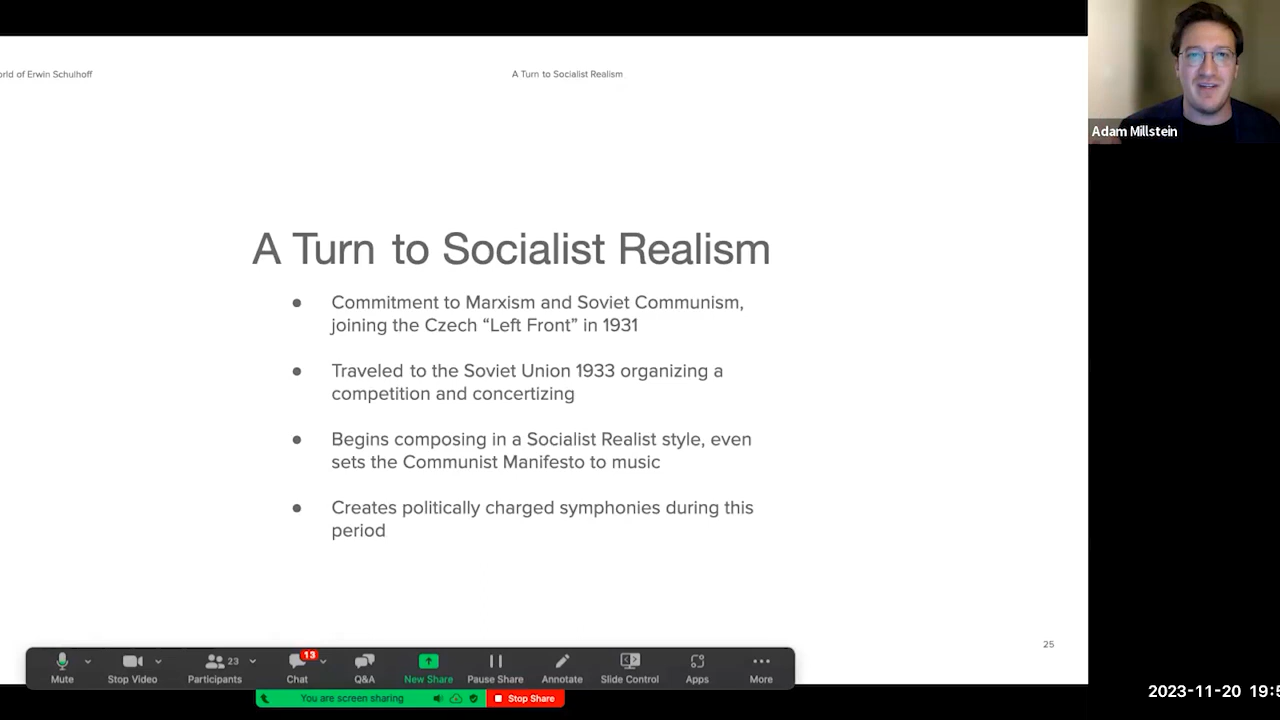 orld of Erwin Schulhoff
A Turn to Socialist Realism
Adam Millstein
A Turn to Socialist Realism
● Commitment to Marxism and Soviet Communism,
joining the Czech “Left Front” in 1931
● Traveled to the Soviet Union 1933 organizing a
competition and concertizing
● Begins composing in a Socialist Realist style, even
sets the Communist Manifesto to music
● Creates politically charged symphonies during this
period
25
13
23
Mute
Stop Video
Participants
Chat
Q&A
New Share
Pause Share
Annotate
Slide Control
Apps
More
You are screen sharing
Stop Share
2023-11-20 19:5